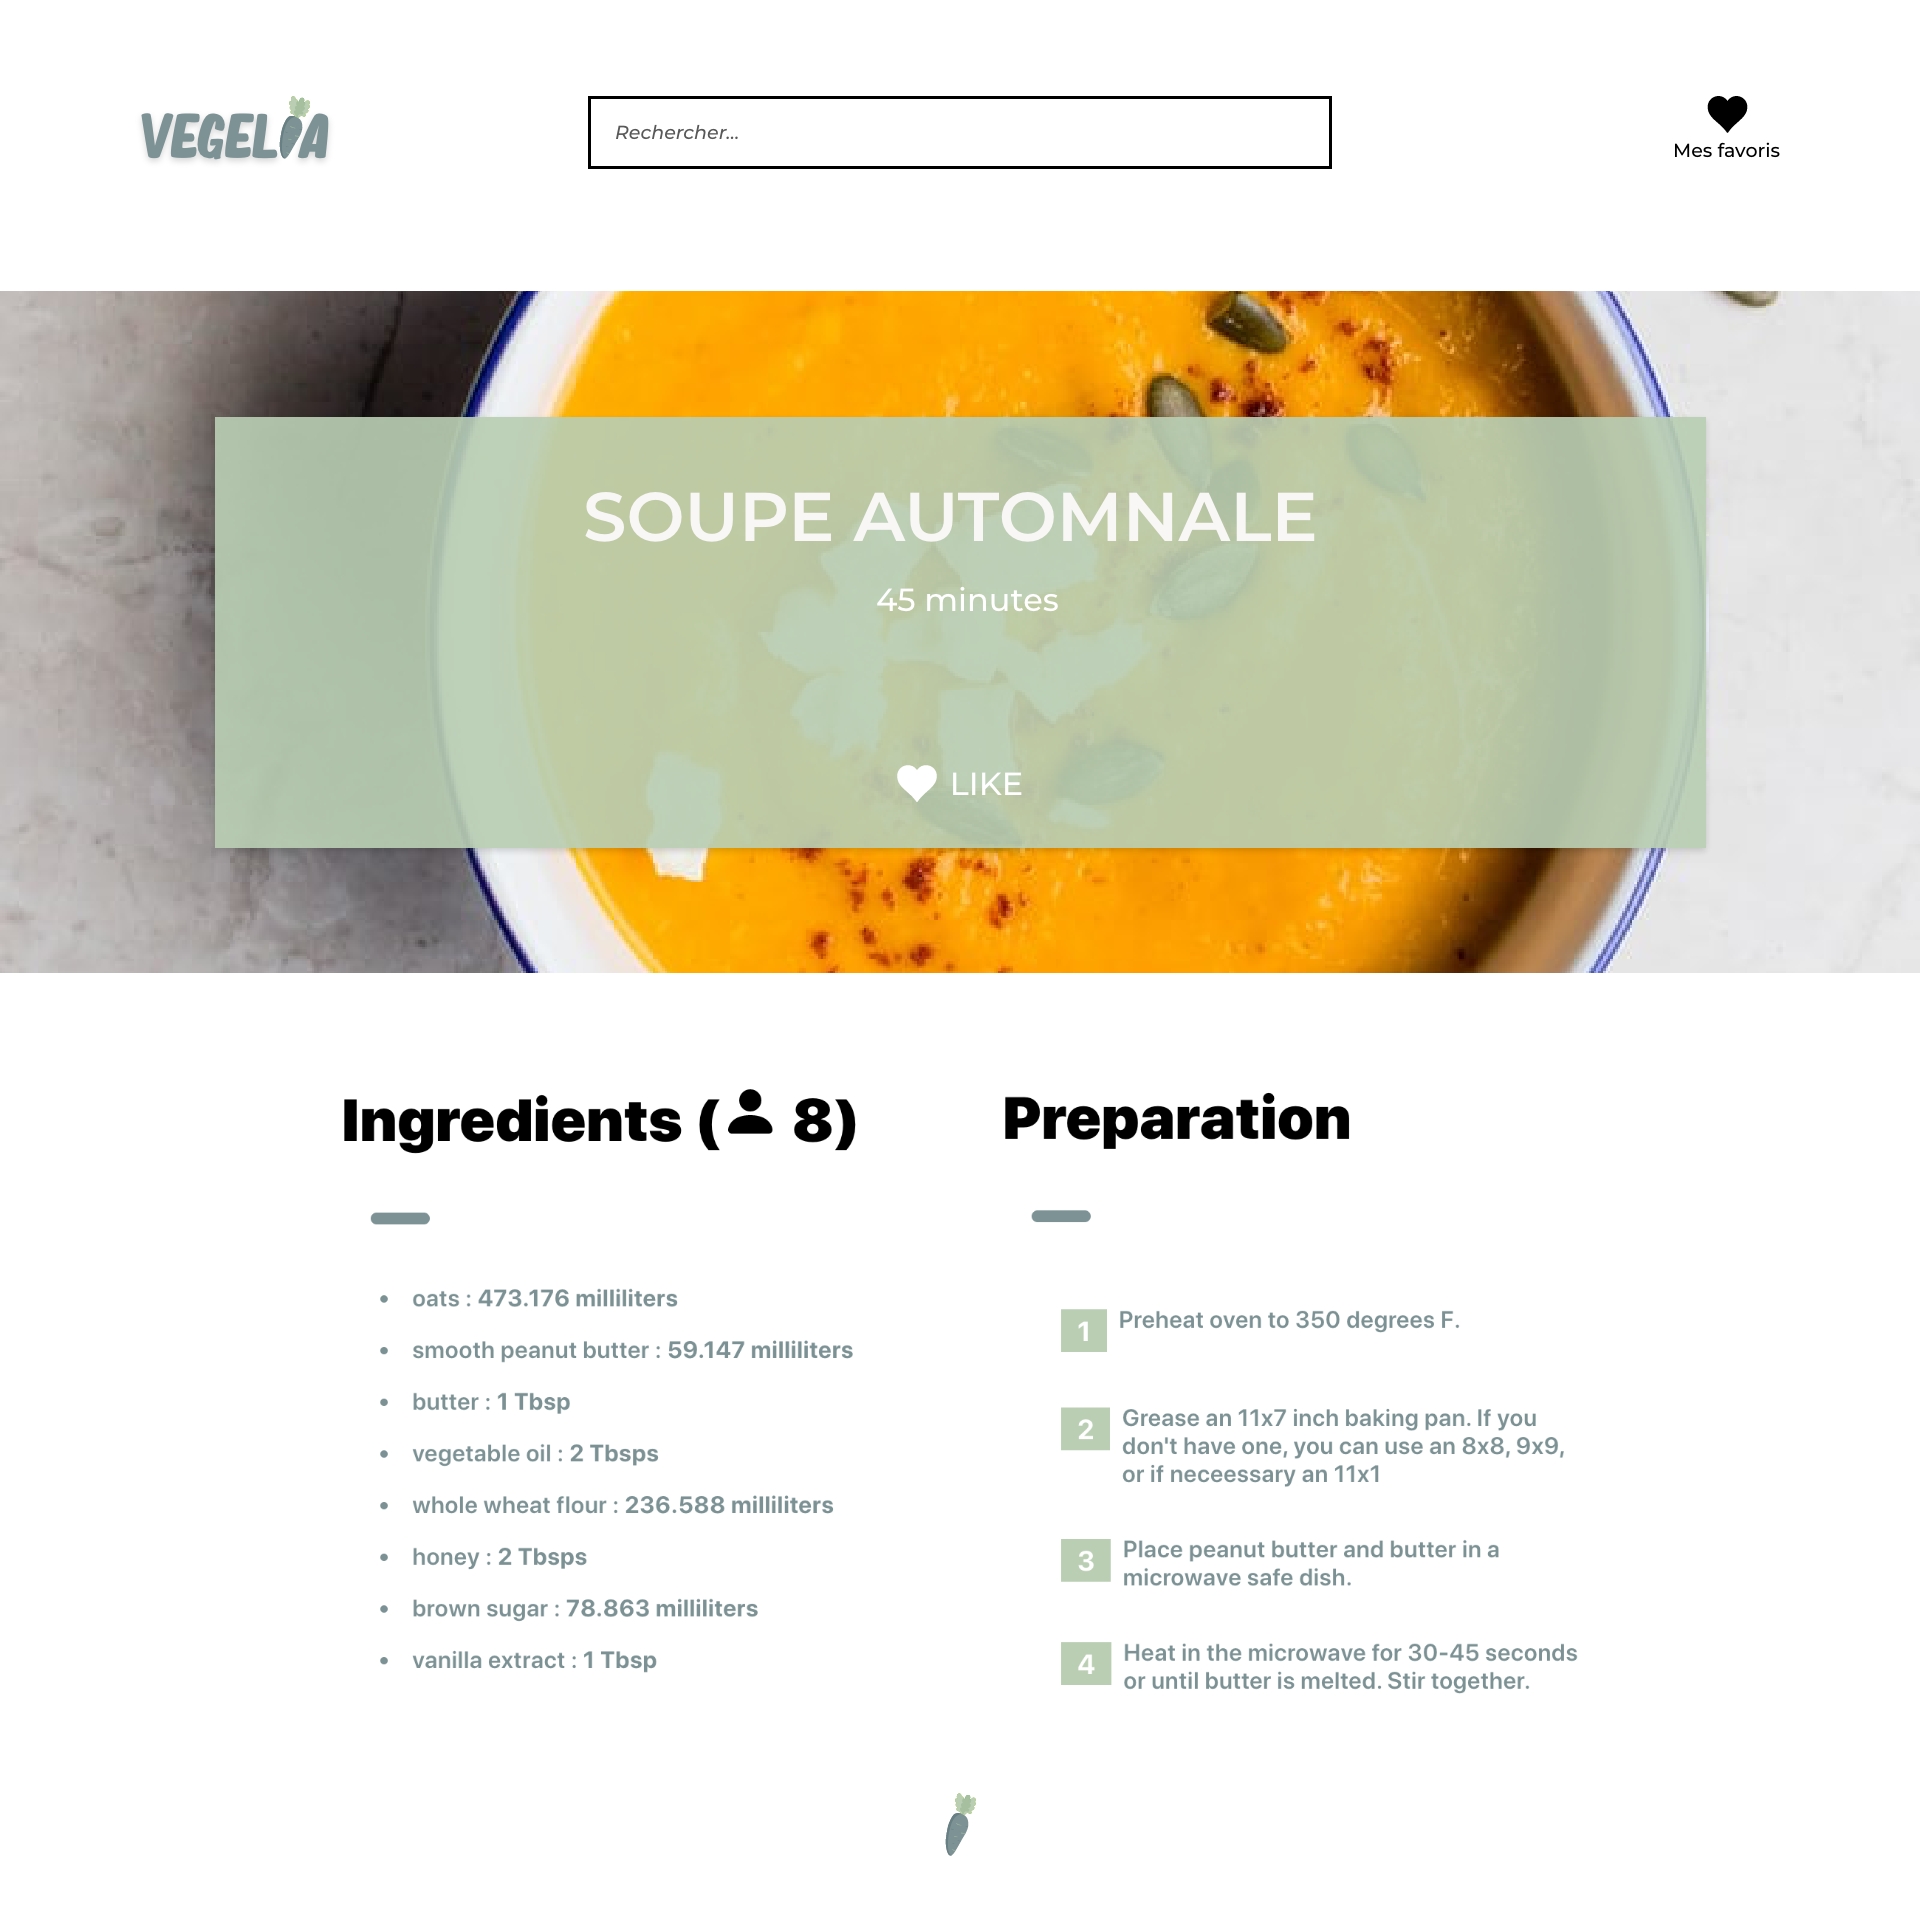 VEGELIA
Rechercher...
Mes favoris
SOUPE AUTOMNALE
45 minutes
LIKE
Ingredients ( 8)
• oats : 473.176 milliliters
• smooth peanut butter : 59.147 milliliters
• butter : 1 Tbsp
• vegetable oil : 2 Tbsps
• whole wheat flour : 236.588 milliliters
• honey : 2 Tbsps
• brown sugar : 78.863 milliliters
• vanilla extract : 1 Tbsp
Preparation
1 Preheat oven to 350 degrees F.
2 Grease an 11x7 inch baking pan. If you
don't have one, you can use an 8x8, 9x9,
or if neceessary an 11x1
3 Place peanut butter and butter in a
microwave safe dish.
4 Heat in the microwave for 30-45 seconds
or until butter is melted. Stir together.